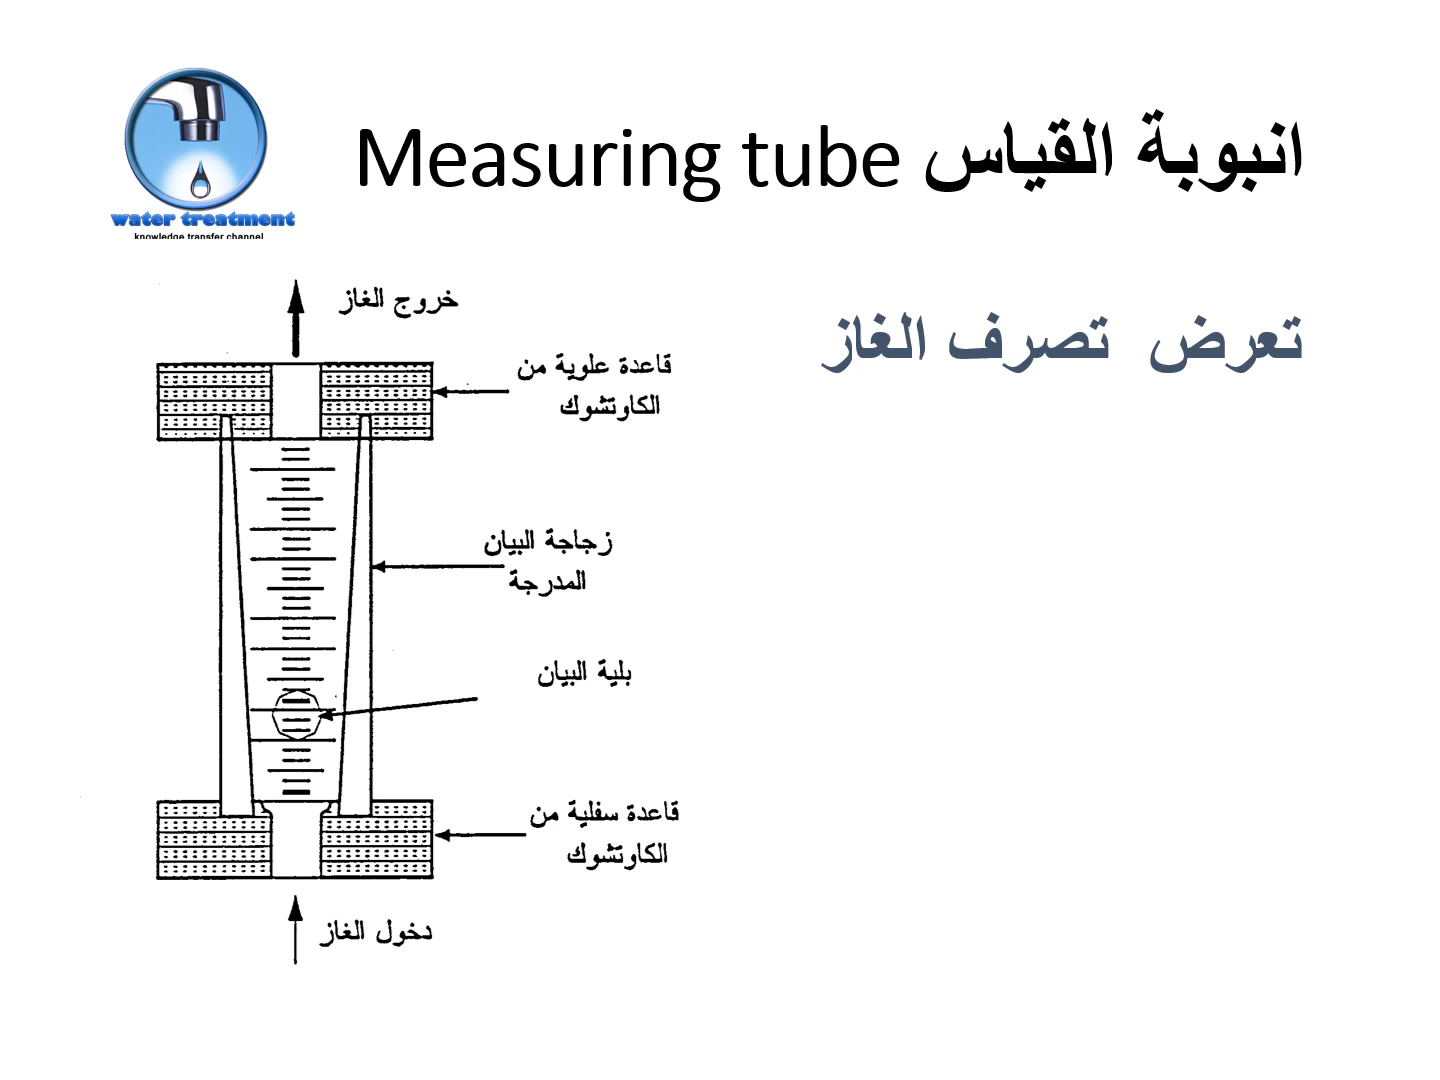 انبوبة القياس Measuring tube
water treatment
knowledge transfer channel
تعرض تصرف الغاز
خروج الغاز
قاعدة علوية من
الكاوتشوك
زجاجة البيان
المدرجة
بلية البيان
قاعدة سفلية من
الكاوتشوك
دخول الغاز